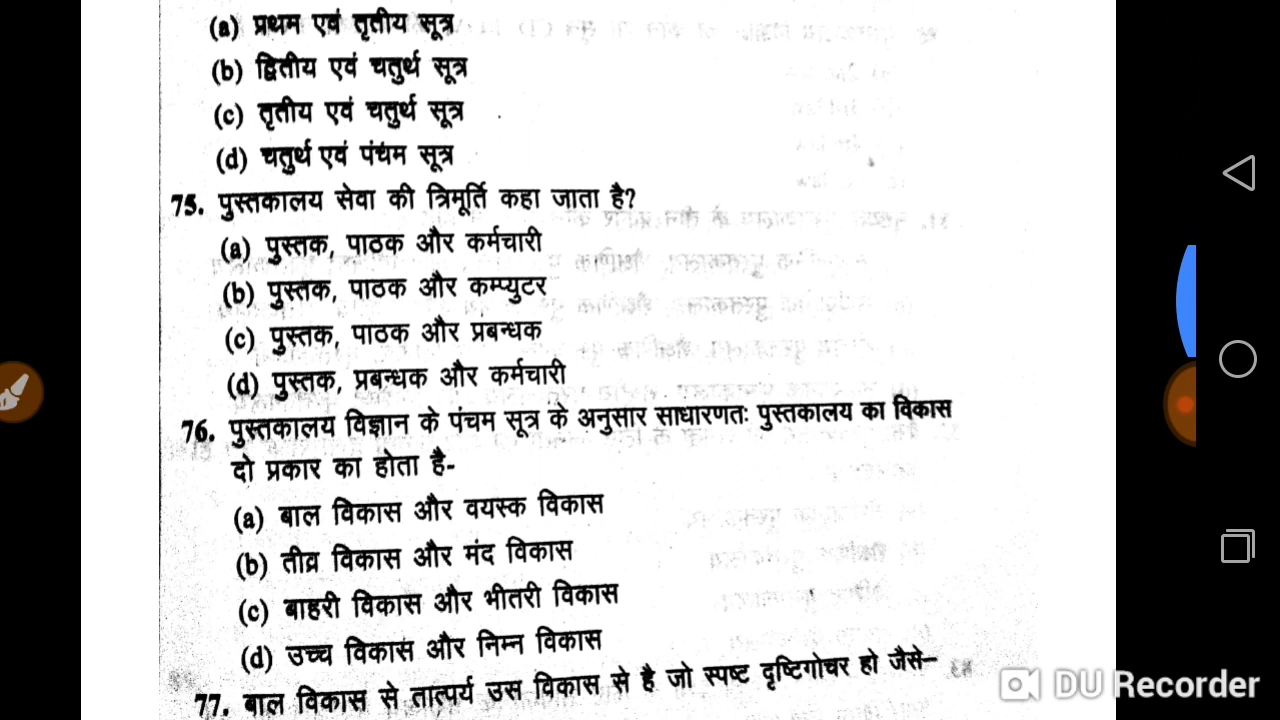 (a) प्रथम एवं तृतीय सूत्र
(b) द्वितीय एवं चतुर्थ सूत्र
(c) तृतीय एवं चतुर्थ सूत्र
(d) चतुर्थ एवं पंचम सूत्र
75. पुस्तकालय सेवा की त्रिमूर्ति कहा जाता है?
(a) पुस्तक, पाठक और कर्मचारी
(b) पुस्तक, पाठक और कम्प्युटर
(c) पुस्तक, पाठक और प्रबन्धक
(d) पुस्तक, प्रबन्धक और कर्मचारी
76. पुस्तकालय विज्ञान के पंचम सूत्र के अनुसार साधारणतः पुस्तकालय का विकास
दो प्रकार का होता है-
(a) बाल विकास और वयस्क विकास
(b) तीव्र विकास और मंद विकास
(c) बाहरी विकास और भीतरी विकास
(d) उच्च विकास और निम्न विकास
77. बाल विकास से तात्पर्य उस विकास से है जो स्पष्ट दृष्टिगोचर हो जैसे–
DU Recorder